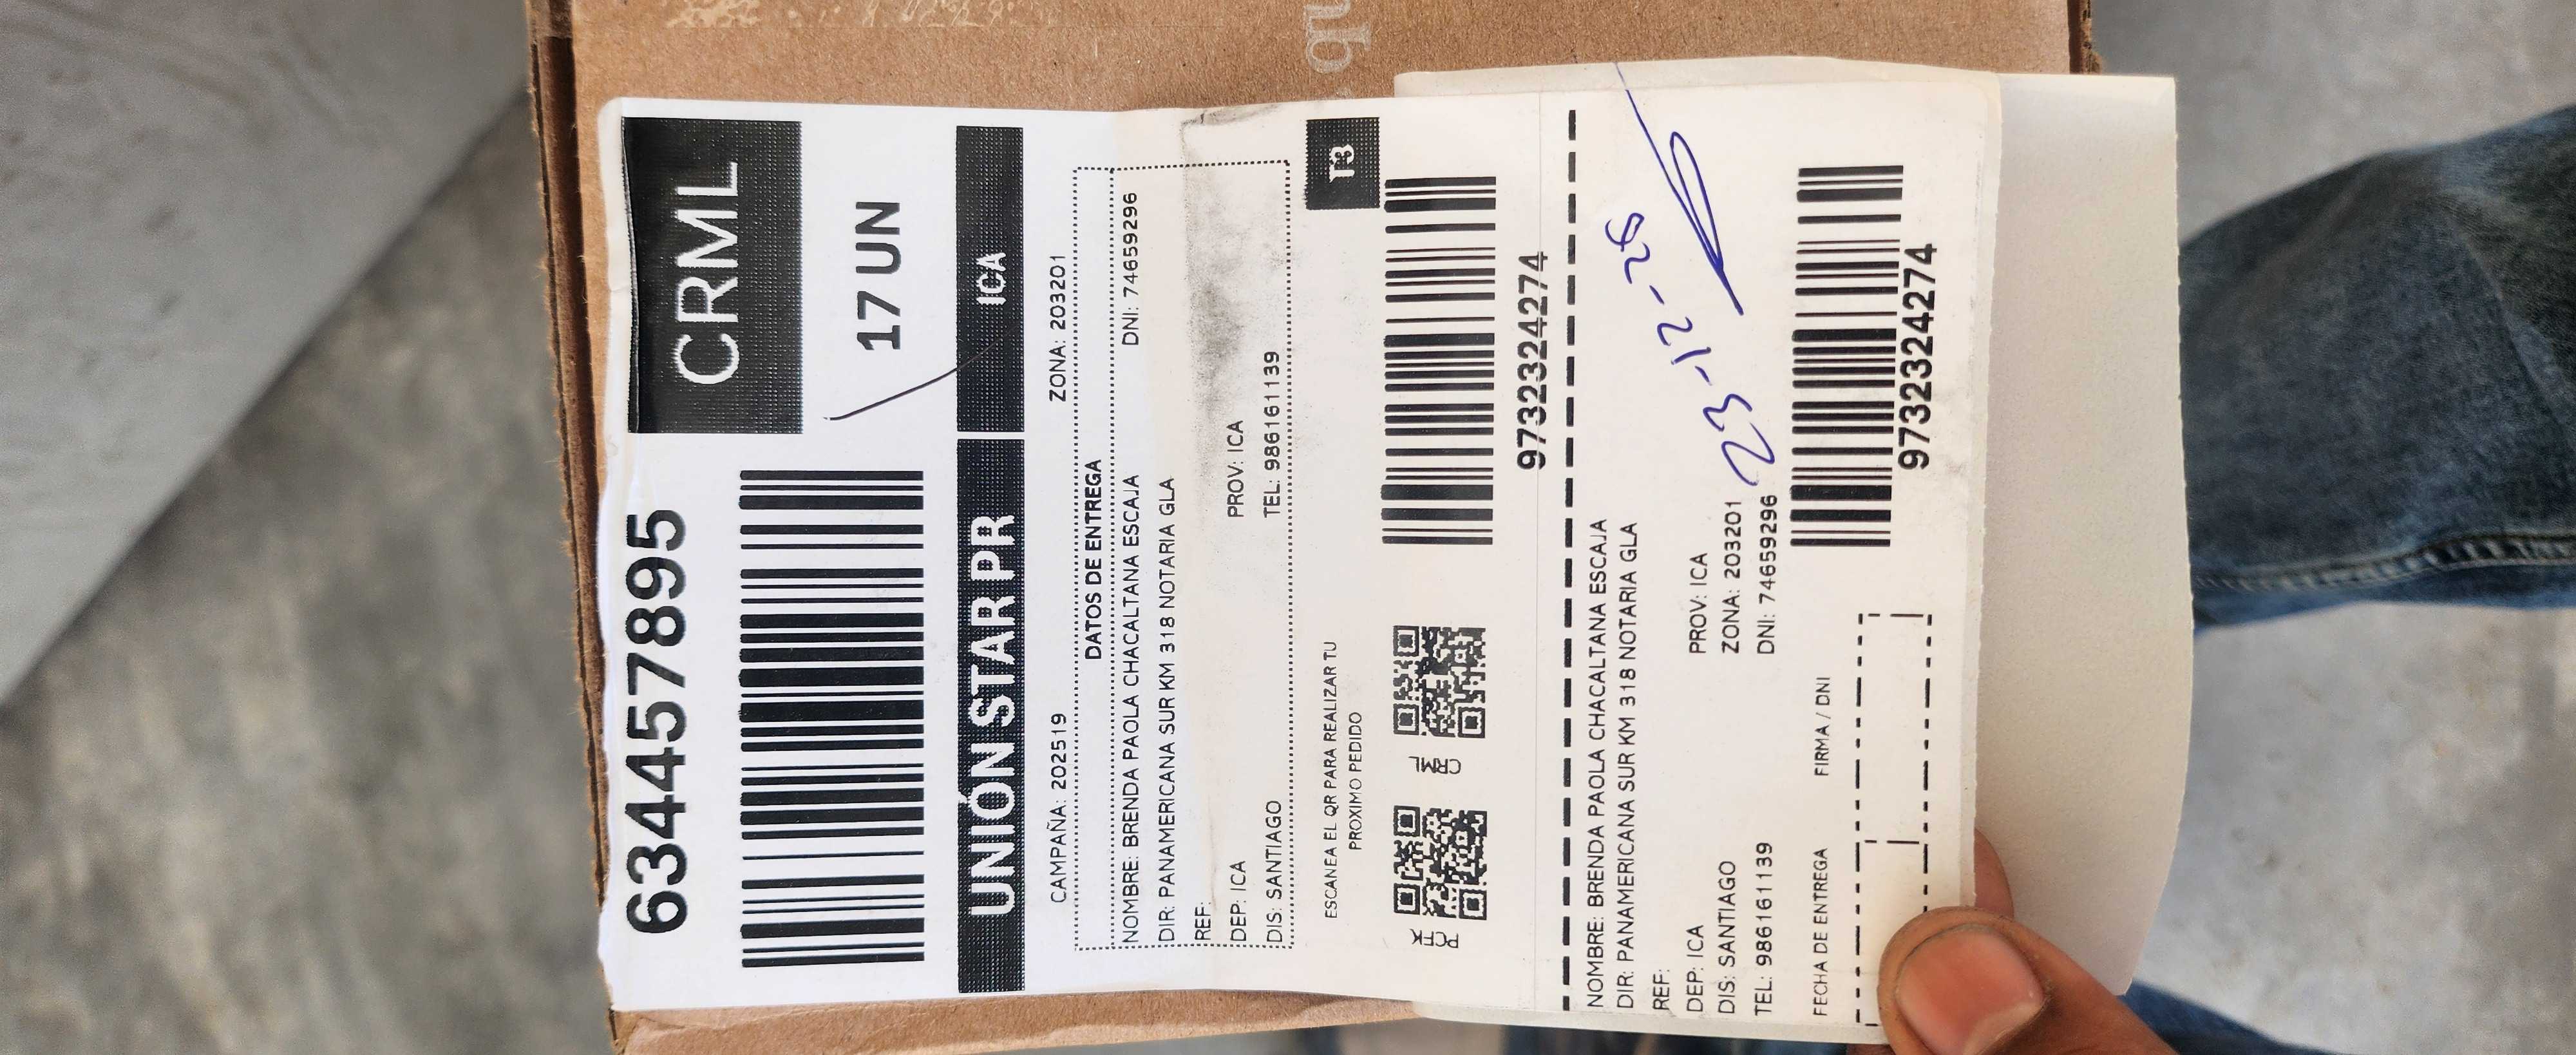 6344457895
CRML
17 UN
UNIÓN STAR PR
ICA
CAMPAÑA: 202519 ZONA: 203201
DATOS DE ENTREGA
NOMBRE: BRENDA PAOLA CHACALTANA ESCAJA DNI: 74659296
DIR: PANAMERICANA SUR KM 318 NOTARIA GLA
REF:
DEP: ICA PROV: ICA
DIS: SANTIAGO TEL: 986161139
T3
ESCANEA EL QR PARA REALIZAR TU
PROXIMO PEDIDO
CRML
9732324274
NOMBRE: BRENDA PAOLA CHACALTANA ESCAJA
DIR: PANAMERICANA SUR KM 318 NOTARIA GLA
REF:
DEP: ICA PROV: ICA
DIS: SANTIAGO ZONA: 203201
TEL: 986161139 DNI: 74659296
23-12-
FECHA DE ENTREGA FIRMA / DNI
9732324274